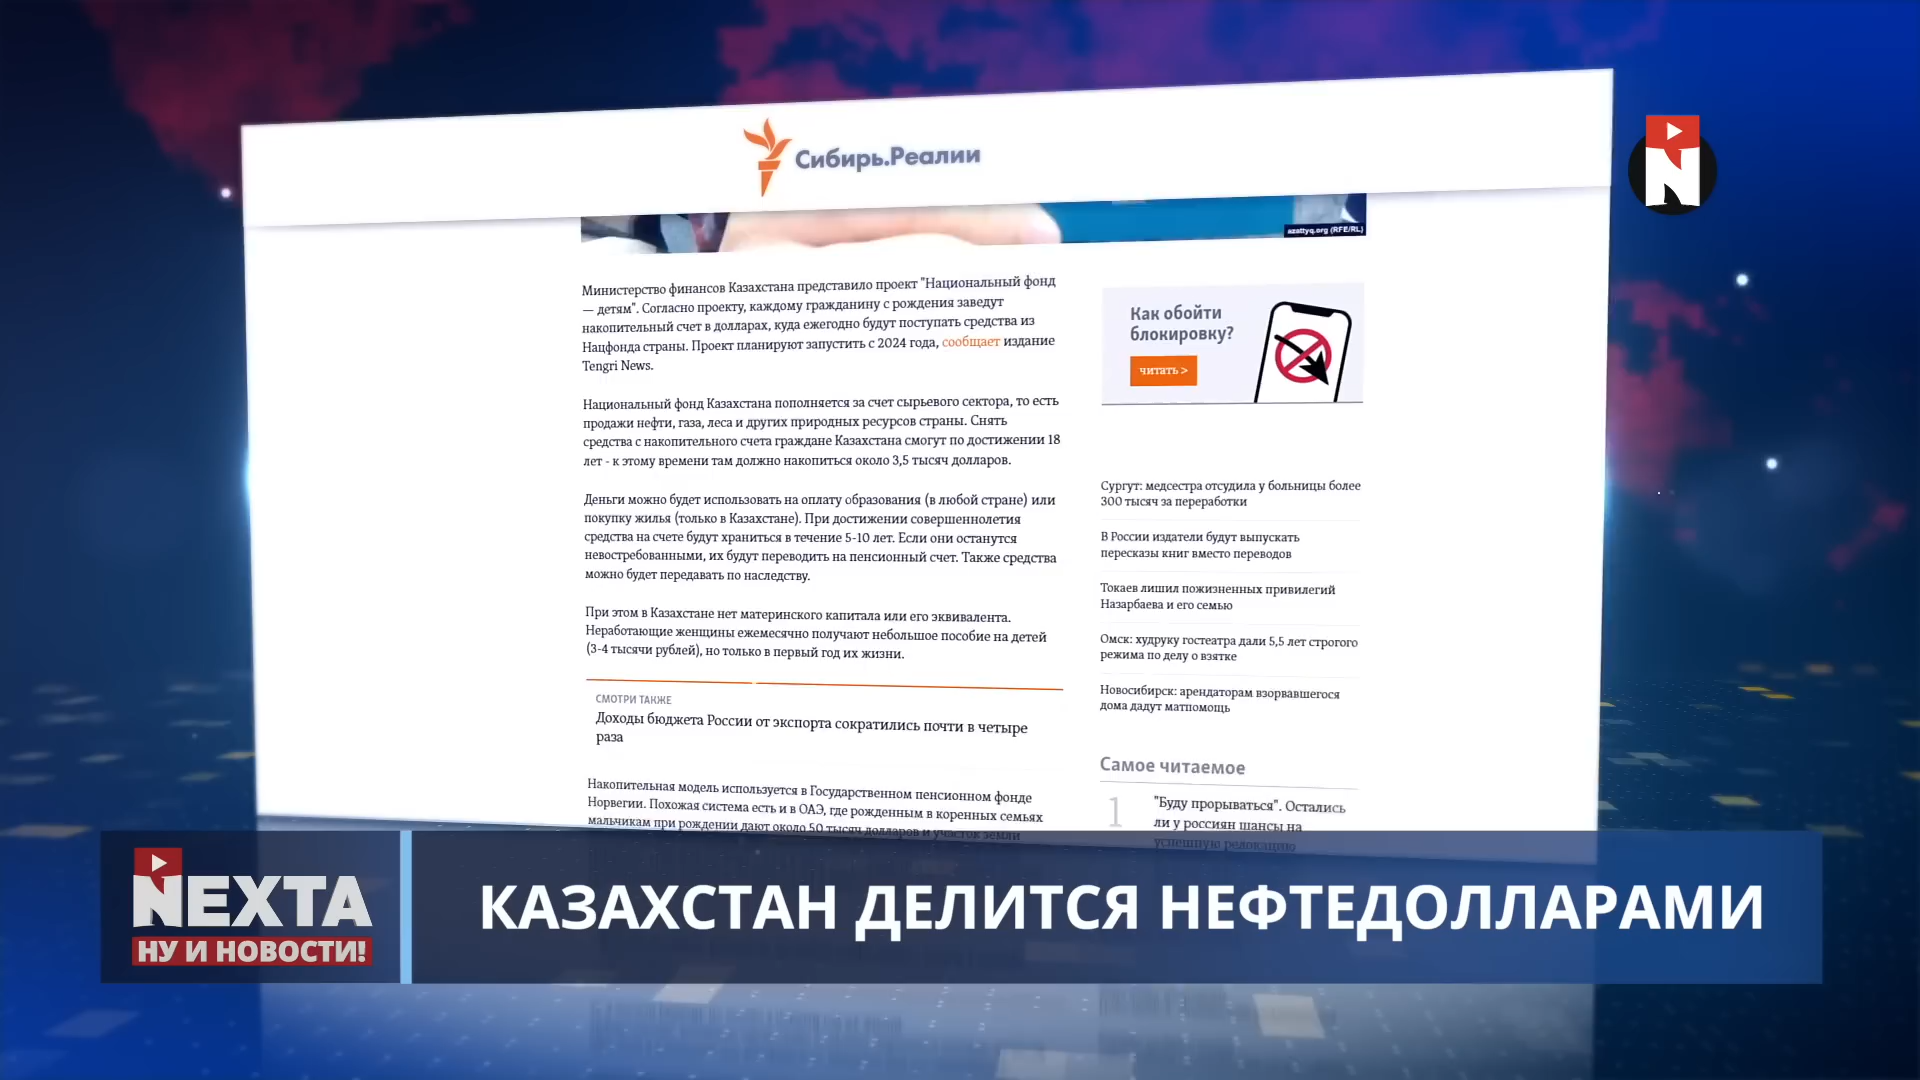 Сибирь.Реалии
azattyq.org (RFE/RL)
Министерство финансов Казахстана представило проект "Национальный фонд
— детям". Согласно проекту, каждому гражданину с рождения заведут
накопительный счет в долларах, куда ежегодно будут поступать средства из
Нацфонда страны. Проект планируют запустить с 2024 года, сообщает издание
Tengri News.
Национальный фонд Казахстана пополняется за счет сырьевого сектора, то есть
продажи нефти, газа, леса и других природных ресурсов страны. Снять
средства с накопительного счета граждане Казахстана смогут по достижении 18
лет - к этому времени там должно накопиться около 3,5 тысяч долларов.
Деньги можно будет использовать на оплату образования (в любой стране) или
покупку жилья (только в Казахстане). При достижении совершеннолетия
средства на счете будут храниться в течение 5-10 лет. Если они останутся
невостребованными, их будут переводить на пенсионный счет. Также средства
можно будет передавать по наследству.
При этом в Казахстане нет материнского капитала или его эквивалента.
Неработающие женщины ежемесячно получают небольшое пособие на детей
(3-4 тысячи рублей), но только в первый год их жизни.
СМОТРИ ТАКЖЕ
Доходы бюджета России от экспорта сократились почти в четыре
раза
Накопительная модель используется в Государственном пенсионном фонде
Норвегии. Похожая система есть и в ОАЭ, где рожденным в коренных семьях
мальчикам при рождении дают около 50 тысяч долларов и участок земли
Как обойти
блокировку?
читать >
Сургут: медсестра отсудила у больницы более
300 тысяч за переработки
В России издатели будут выпускать
пересказы книг вместо переводов
Токаев лишил пожизненных привилегий
Назарбаева и его семью
Омск: худруку гостеатра дали 5,5 лет строгого
режима по делу о взятке
Новосибирск: арендаторам взорвавшегося
дома дадут матпомощь
Самое читаемое
1
"Буду прорываться". Остались
ли у россиян шансы на
успешную релокацию
N
NEXTA
НУ И НОВОСТИ!
КАЗАХСТАН ДЕЛИТСЯ НЕФТЕДОЛЛАРАМИ